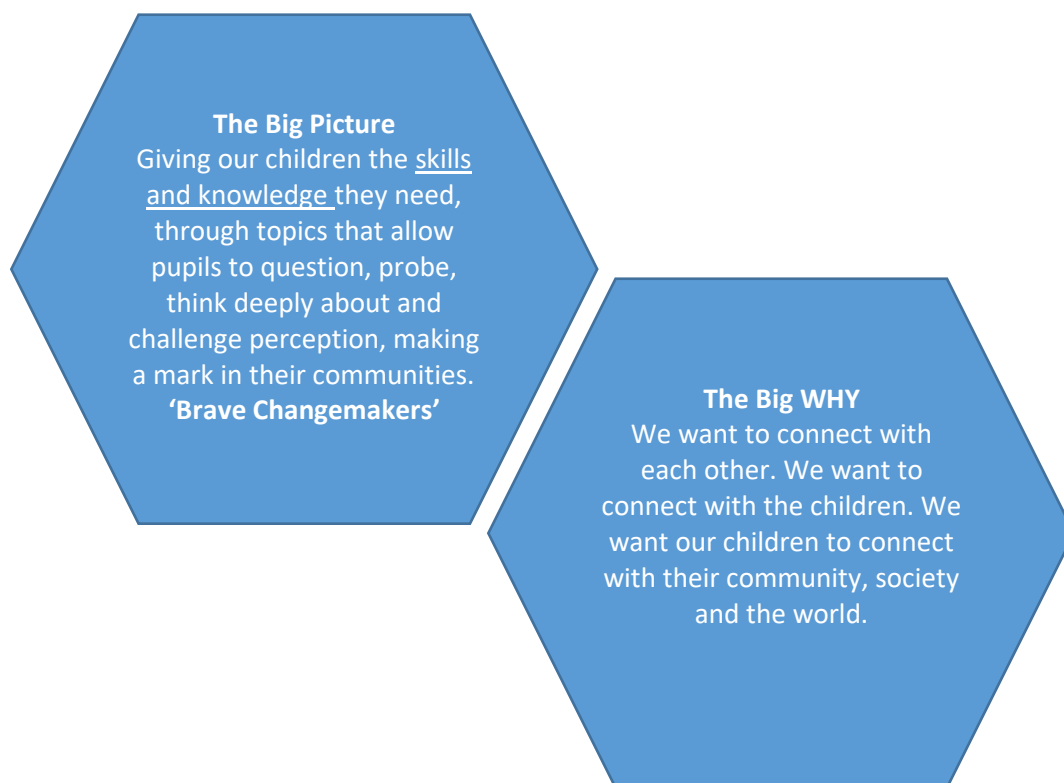 The Big Picture
Giving our children the skills
and knowledge they need,
through topics that allow
pupils to question, probe,
think deeply about and
challenge perception, making
a mark in their communities.
‘Brave Changemakers’
The Big WHY
We want to connect with
each other. We want to
connect with the children. We
want our children to connect
with their community, society
and the world.